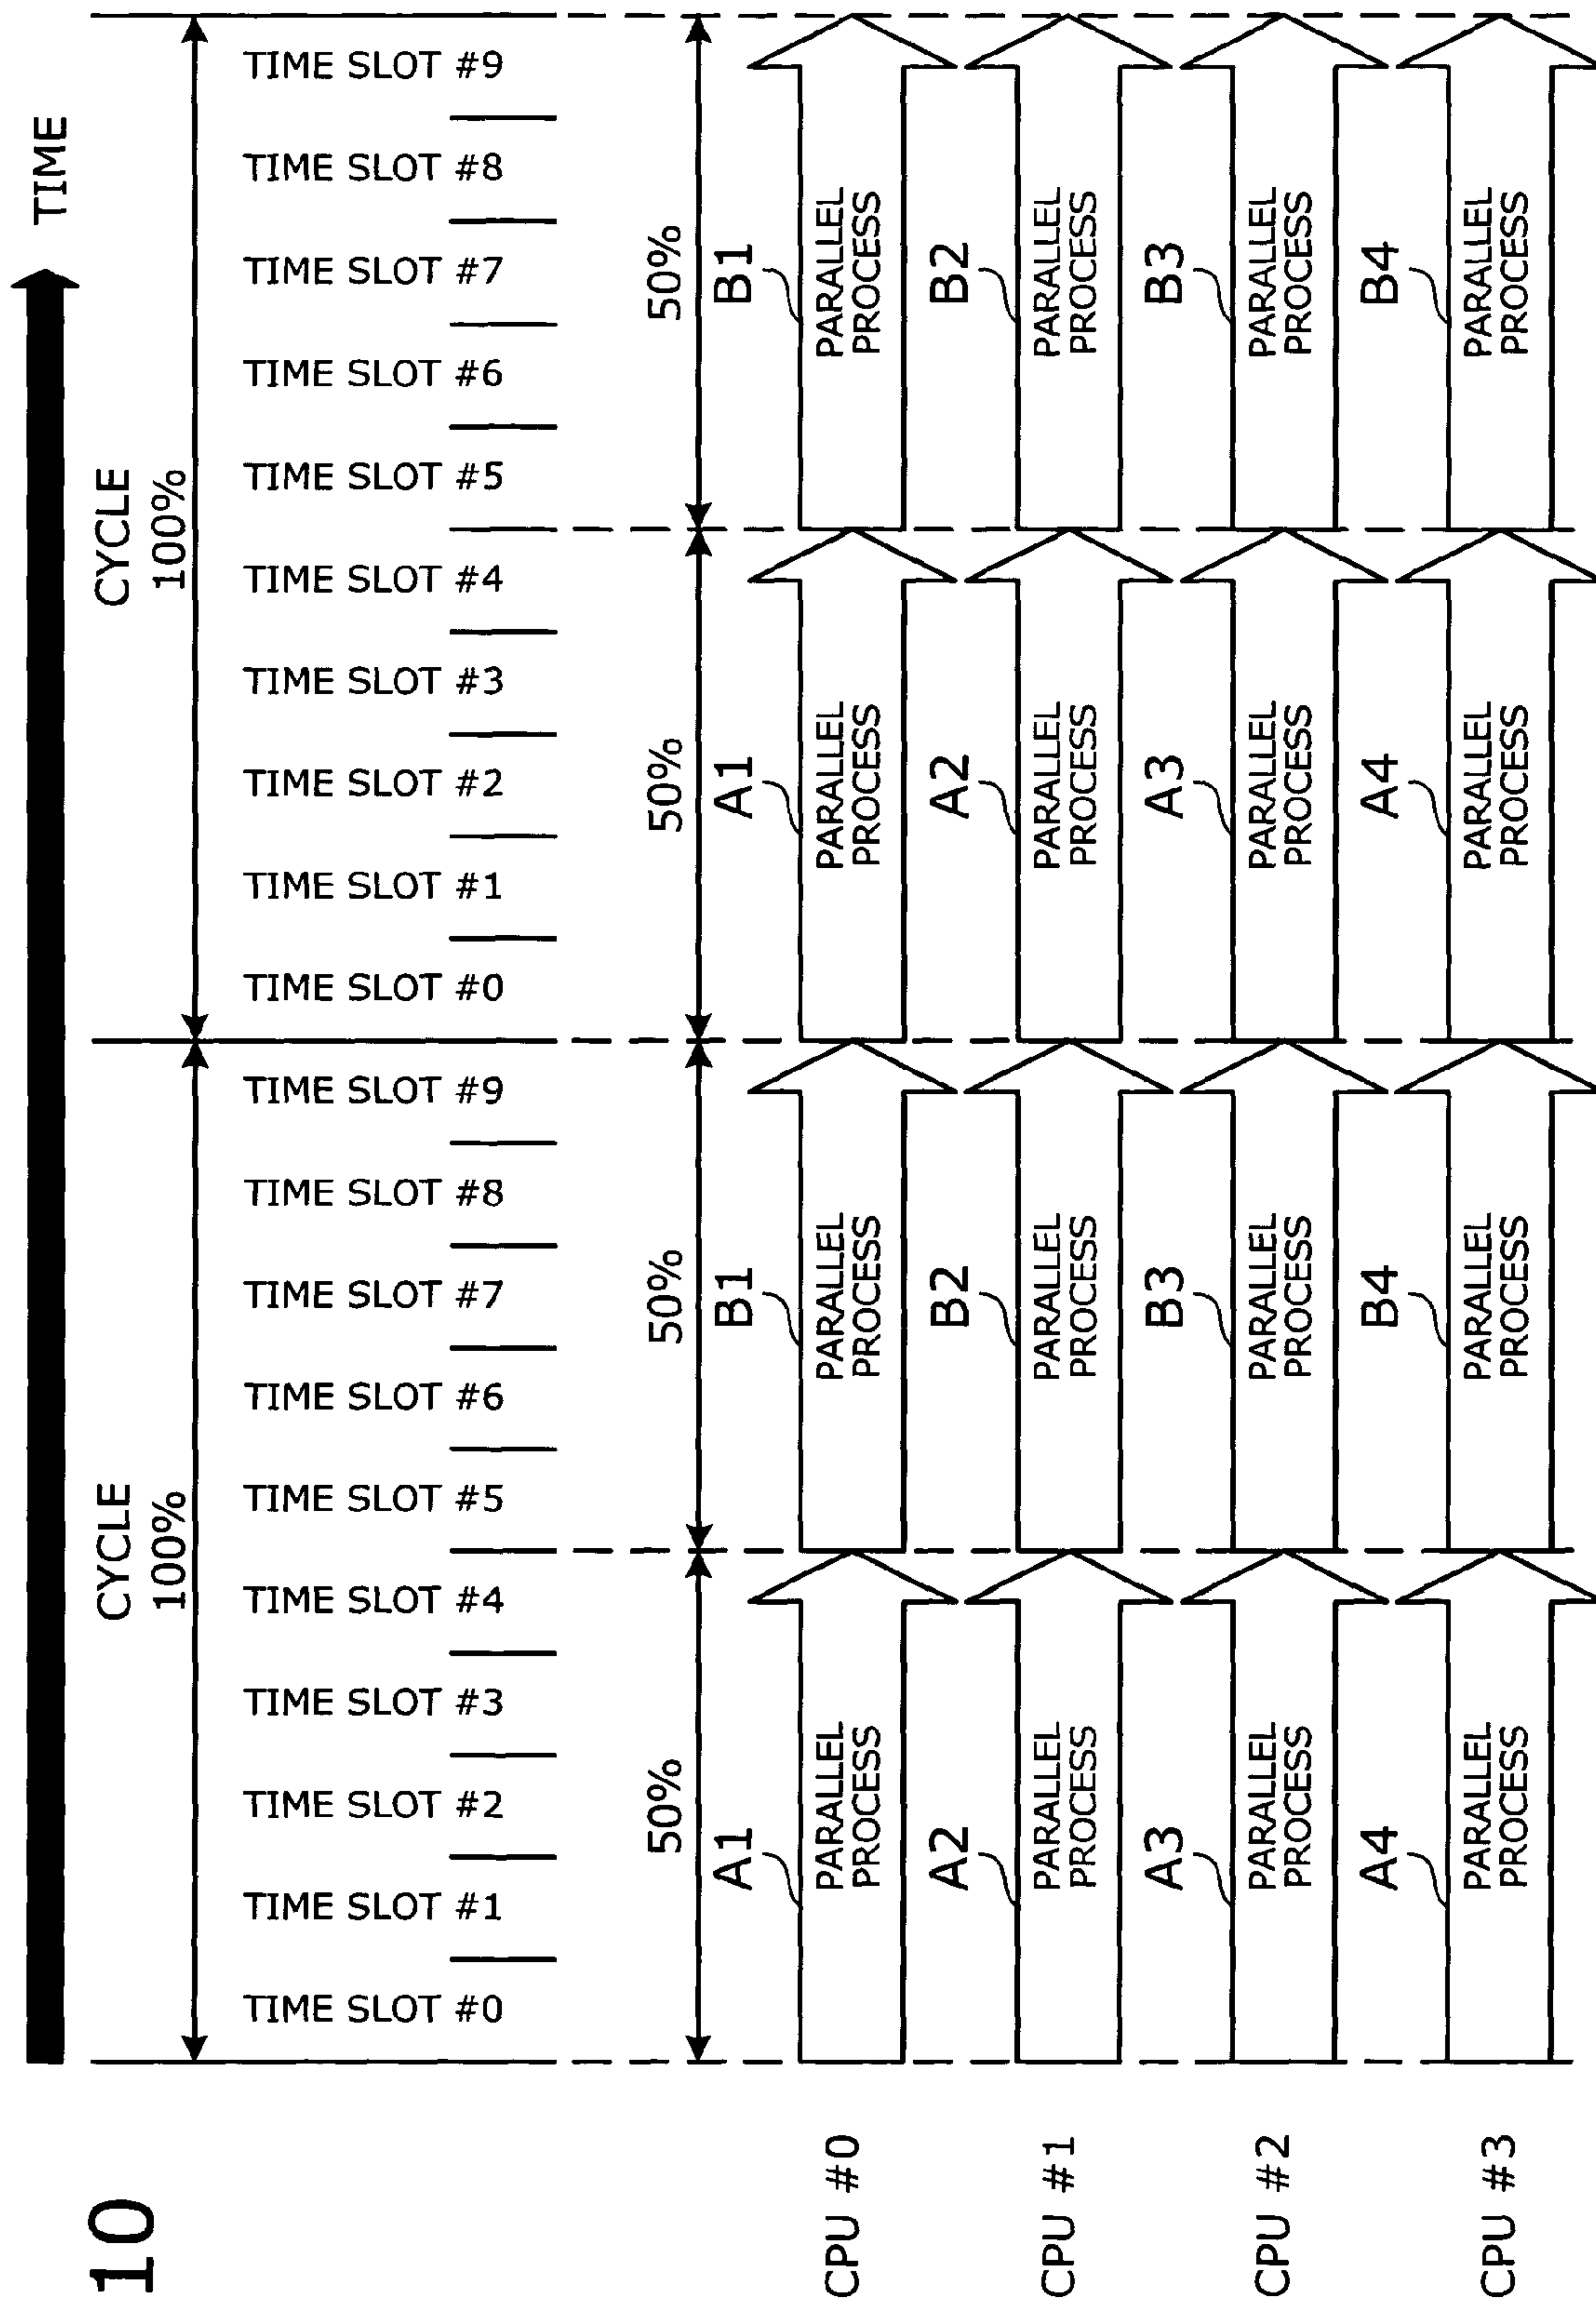 10
TIME
CYCLE
100%
CYCLE
100%
TIME SLOT #0
TIME SLOT #1
TIME SLOT #2
TIME SLOT #3
TIME SLOT #4
TIME SLOT #5
TIME SLOT #6
TIME SLOT #7
TIME SLOT #8
TIME SLOT #9
TIME SLOT #0
TIME SLOT #1
TIME SLOT #2
TIME SLOT #3
TIME SLOT #4
TIME SLOT #5
TIME SLOT #6
TIME SLOT #7
TIME SLOT #8
TIME SLOT #9
50%
50%
50%
50%
A1
B1
A1
B1
CPU #0
PARALLEL
PROCESS
PARALLEL
PROCESS
PARALLEL
PROCESS
PARALLEL
PROCESS
A2
B2
A2
B2
CPU #1
PARALLEL
PROCESS
PARALLEL
PROCESS
PARALLEL
PROCESS
PARALLEL
PROCESS
A3
B3
A3
B3
CPU #2
PARALLEL
PROCESS
PARALLEL
PROCESS
PARALLEL
PROCESS
PARALLEL
PROCESS
A4
B4
A4
B4
CPU #3
PARALLEL
PROCESS
PARALLEL
PROCESS
PARALLEL
PROCESS
PARALLEL
PROCESS